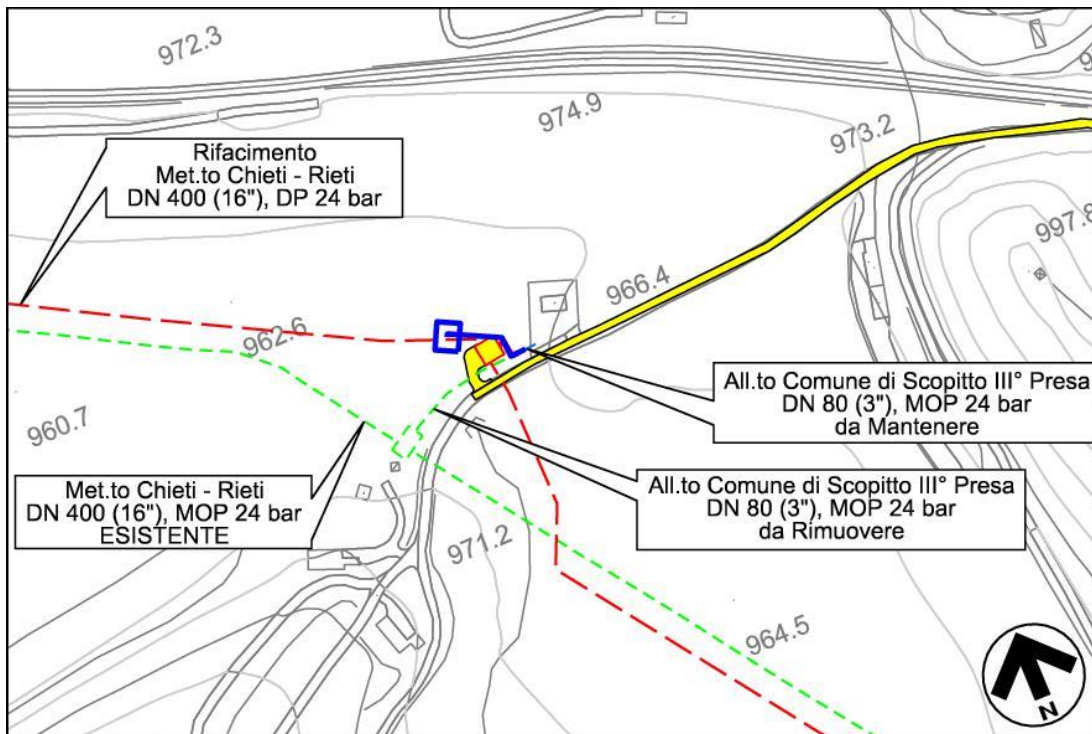 972.3
974.9
973.2
997.8
Rifacimento
Met.to Chieti - Rieti
DN 400 (16"), DP 24 bar
966.4
962.6
960.7
All.to Comune di Scopitto III° Presa
DN 80 (3"), MOP 24 bar
da Mantenere
Met.to Chieti - Rieti
DN 400 (16"), MOP 24 bar
ESISTENTE
All.to Comune di Scopitto III° Presa
DN 80 (3"), MOP 24 bar
da Rimuovere
971.2
964.5
N